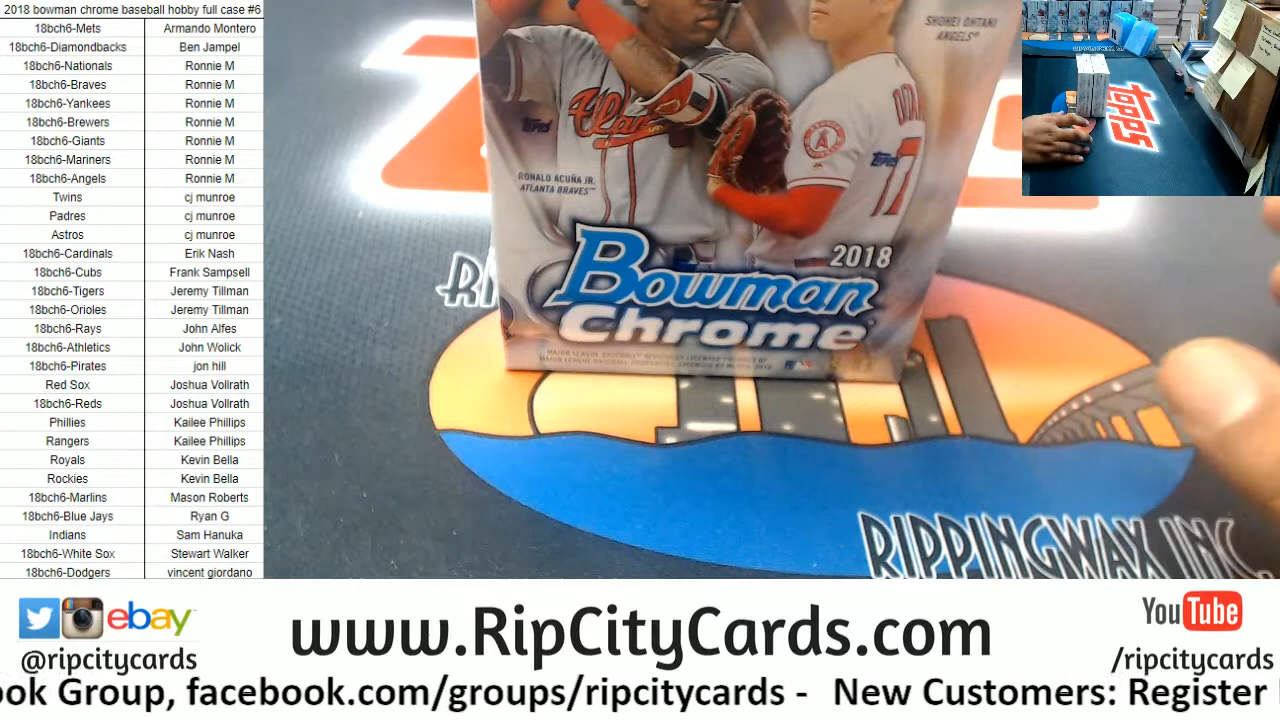 2018 bowman chrome baseball hobby full case #6
18bch6-Mets Armando Montero
18bch6-Diamondbacks Ben Jampel
18bch6-Nationals Ronnie M
18bch6-Braves Ronnie M
18bch6-Yankees Ronnie M
18bch6-Brewers Ronnie M
18bch6-Giants Ronnie M
18bch6-Mariners Ronnie M
18bch6-Angels Ronnie M
Twins cj munroe
Padres cj munroe
Astros cj munroe
18bch6-Cardinals Erik Nash
18bch6-Cubs Frank Sampsell
18bch6-Tigers Jeremy Tillman
18bch6-Orioles Jeremy Tillman
18bch6-Rays John Alfes
18bch6-Athletics John Wolick
18bch6-Pirates jon hill
Red Sox Joshua Vollrath
18bch6-Reds Joshua Vollrath
Phillies Kailee Phillips
Rangers Kailee Phillips
Royals Kevin Bella
Rockies Kevin Bella
18bch6-Marlins Mason Roberts
18bch6-Blue Jays Ryan G
Indians Sam Hanuka
18bch6-White Sox Stewart Walker
18bch6-Dodgers vincent giordano
SHOHEI OHTANI
ANGELS
Topps
Topps
17
A
RONALD ACUÑA JR.
ATLANTA BRAVES™
2018
Bowman
Chrome
RI
RIPPINGWAX INC.
topps
ebay
@ripcitycards
www.RipCityCards.com
YouTube
/ripcitycards
ook Group, facebook.com/groups/ripcitycards - New Customers: Register